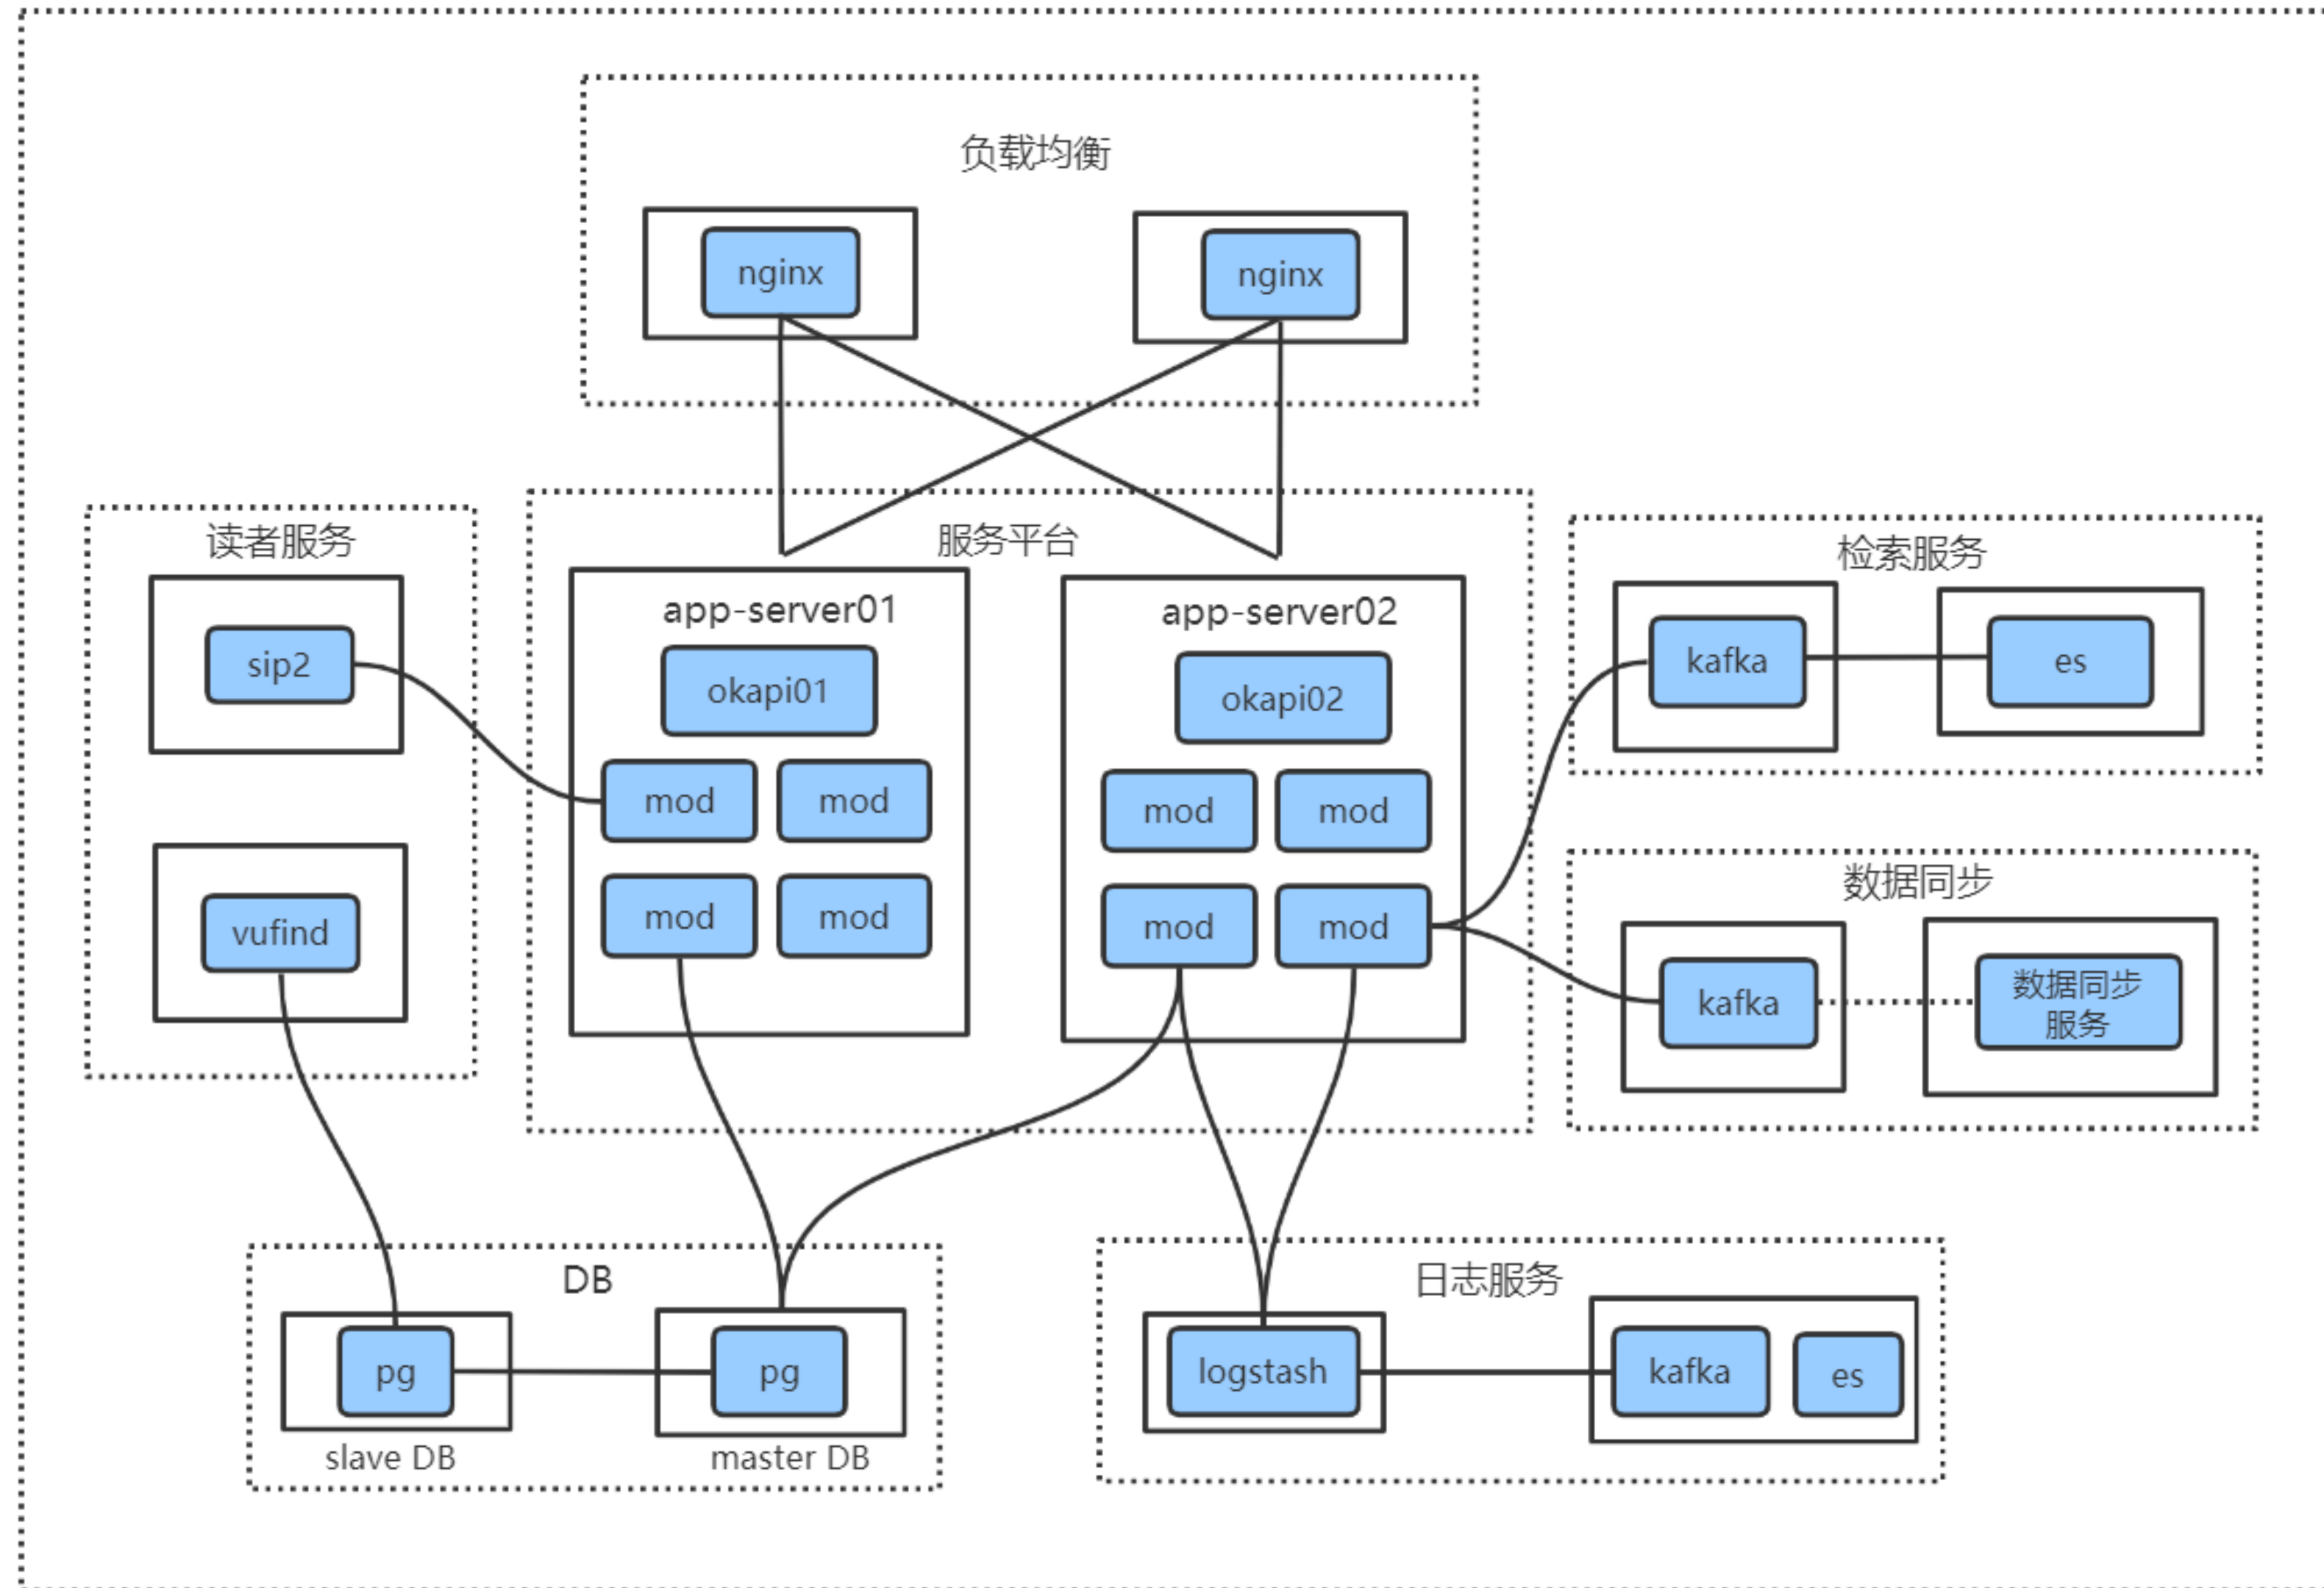 负载均衡
nginx
nginx
读者服务
sip2
vufind
服务平台
app-server01
okapi01
mod
mod
mod
mod
app-server02
okapi02
mod
mod
mod
mod
检索服务
kafka
es
数据同步
kafka
数据同步
服务
DB
pg
pg
slave DB
master DB
日志服务
logstash
kafka
es